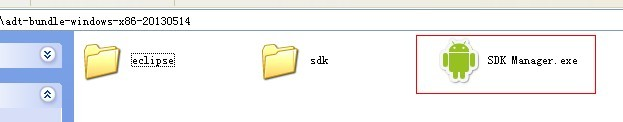 \adt-bundle-windows-x86-20130514
eclipse sdk SDK Manager.exe